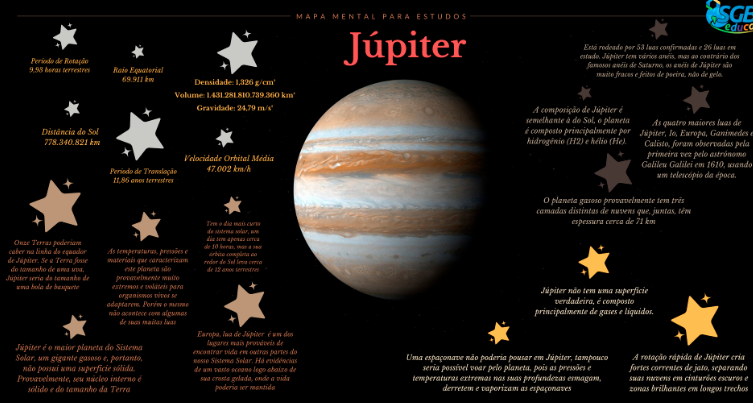 MAPA MENTAL PARA ESTUDOS
SGB
educa
Júpiter
Período de Rotação
9,93 horas terrestres
Raio Equatorial
69.911 km
Densidade: 1,326 g/cm³
Volume: 1.431.281.810.739.360 km³
Gravidade: 24,79 m/s²
Distância do Sol
778.340.821 km
Período de Translação
11,86 anos terrestres
Velocidade Orbital Média
47.002 km/h
Onze Terras poderiam
caber na linha do equador
de Júpiter. Se a Terra fosse
do tamanho de uma uva,
Júpiter seria do tamanho de
uma bola de basquete
As temperaturas, pressões e
materiais que caracterizam
este planeta são
provavelmente muito
extremos e voláteis para
organismos vivos se
adaptarem. Porém o mesmo
não acontece com algumas
de suas muitas luas
Tem o dia mais curto
do sistema solar, um
dia tem apenas cerca
de 10 horas, mas a sua
órbita completa ao
redor do Sol leva cerca
de 12 anos terrestres
Júpiter é o maior planeta do Sistema
Solar, um gigante gasoso e, portanto,
não possui uma superfície sólida.
Provavelmente, seu núcleo interno é
sólido e do tamanho da Terra
Europa, lua de Júpiter é um dos
lugares mais prováveis de
encontrar vida em outras partes do
nosso Sistema Solar. Há evidências
de um vasto oceano logo abaixo de
sua crosta gelada, onde a vida
poderia ser mantida
Está rodeado por 53 luas confirmadas e 26 luas em
estudo. Júpiter tem vários anéis, mas ao contrário dos
famosos anéis de Saturno, os anéis de Júpiter são
muito fracos e feitos de poeira, não de gelo.
A composição de Júpiter é
semelhante à do Sol, o planeta
é composto principalmente por
hidrogênio (H2) e hélio (He).
As quatro maiores luas de
Júpiter, Io, Europa, Ganimedes e
Calisto, foram observadas pela
primeira vez pelo astrônomo
Galileu Galilei em 1610, usando
um telescópio da época.
O planeta gasoso provavelmente tem três
camadas distintas de nuvens que, juntas, têm
espessura cerca de 71 km
Júpiter não tem uma superfície
verdadeira, é composto
principalmente de gases e líquidos.
Uma espaçonave não poderia pousar em Júpiter, tampouco
seria possível voar pelo planeta, pois as pressões e
temperaturas extremas nas suas profundezas esmagam,
derretem e vaporizam as espaçonaves
A rotação rápida de Júpiter cria
fortes correntes de jato, separando
suas nuvens em cinturões escuros e
zonas brilhantes em longos trechos